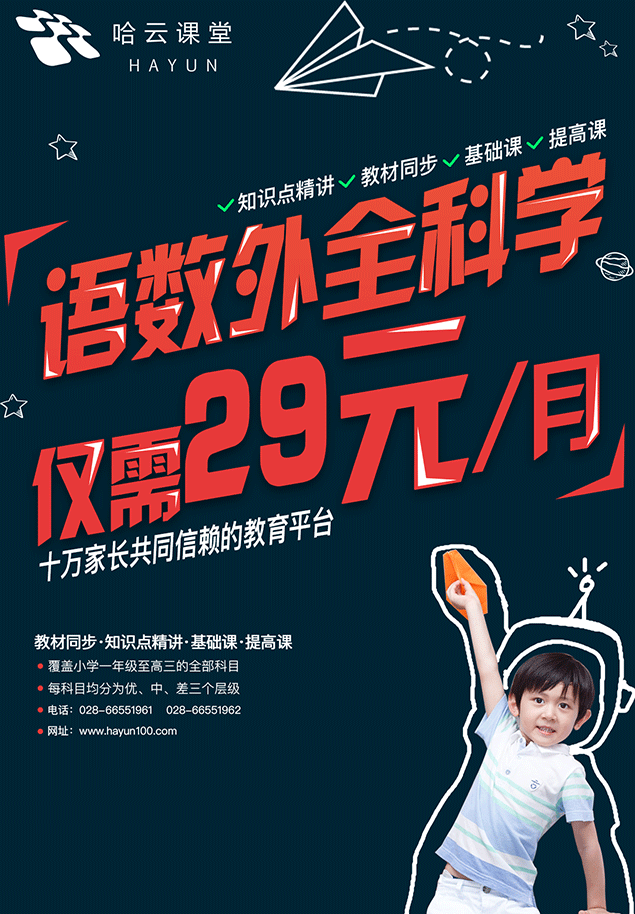 哈云课堂
HAYUN
知识点精讲 教材同步 基础课 提高课
语数外全科学
仅需29元/月
十万家长共同信赖的教育平台
教材同步·知识点精讲·基础课·提高课
覆盖小学一年级至高三的全部科目
每科目均分为优、中、差三个层级
电话：028-66551961 028-66551962
网址：www.hayun100.com